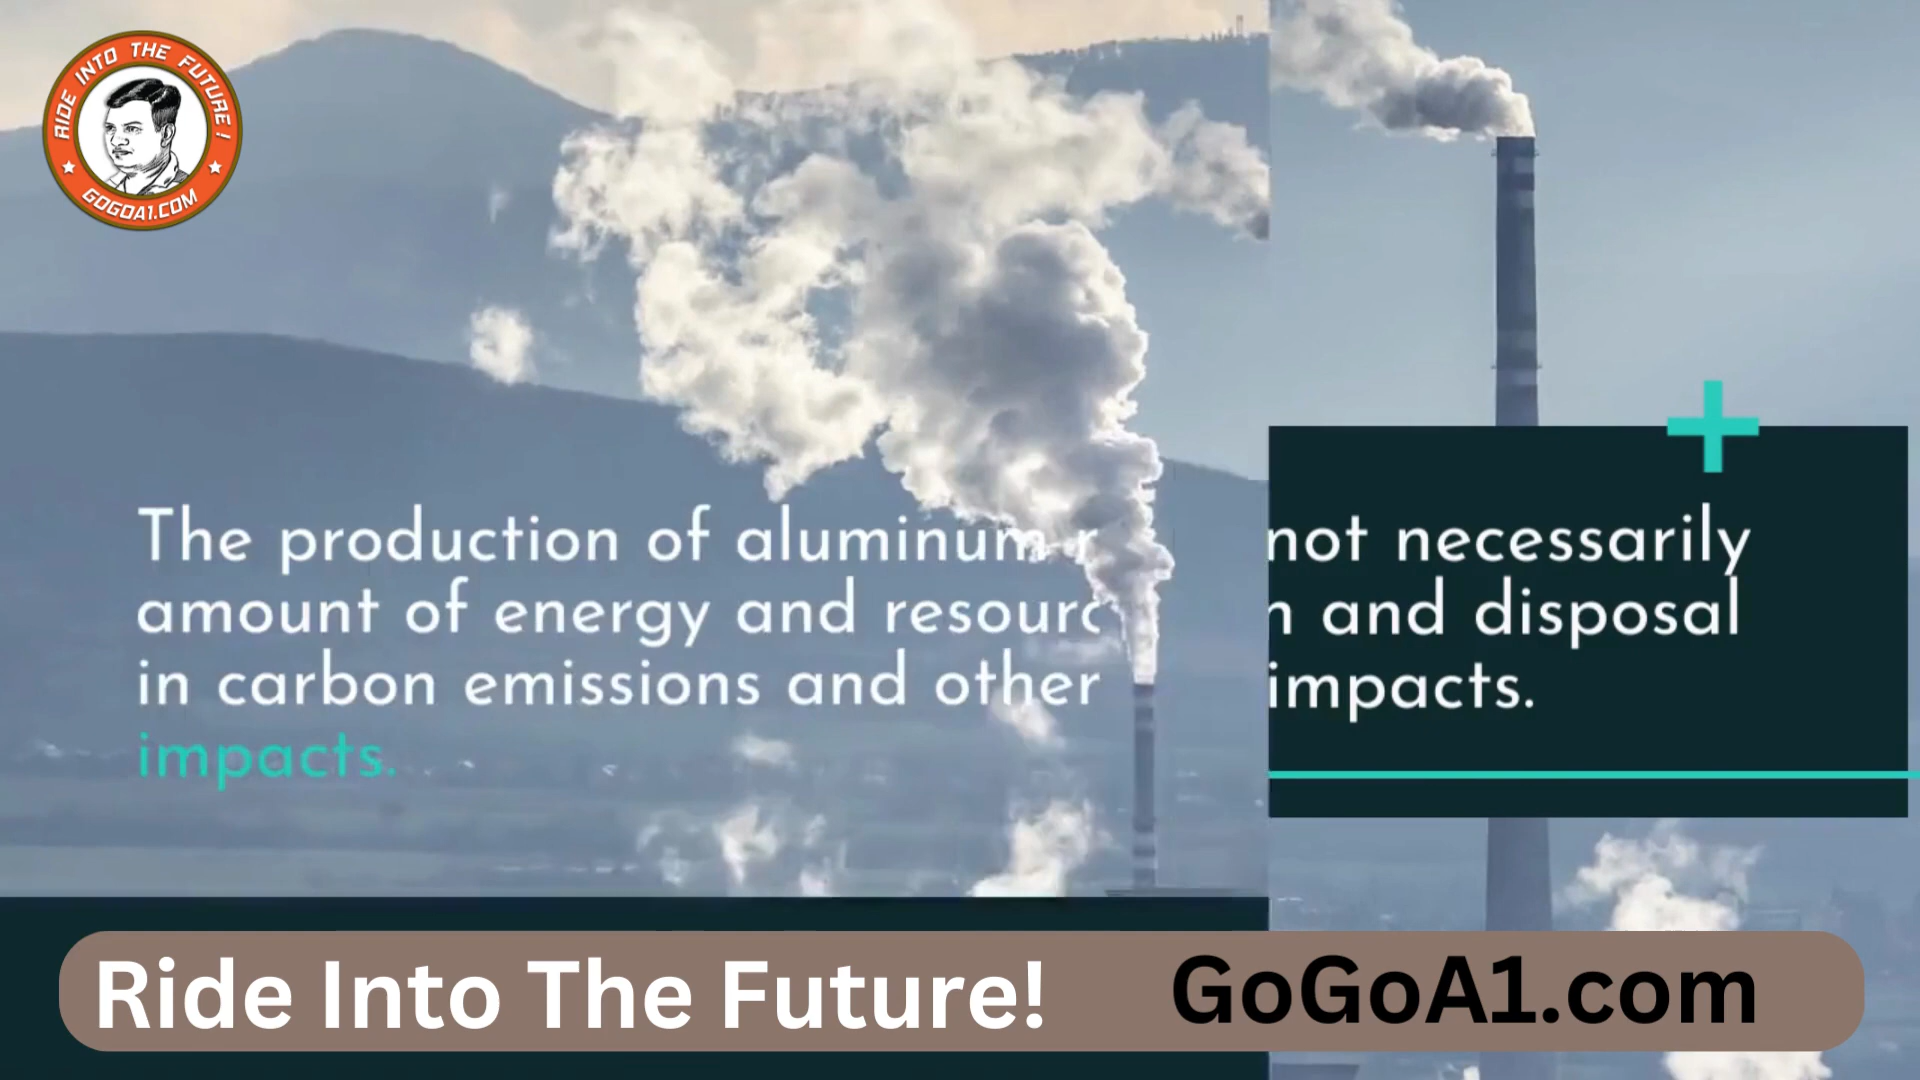 RIDE INTO THE FUTURE!
GOGOA1.COM
The production of aluminum
amount of energy and
in carbon emissions and other
impacts.
not necessarily
and disposal
impacts.
Ride Into The Future!
GoGoA1.com